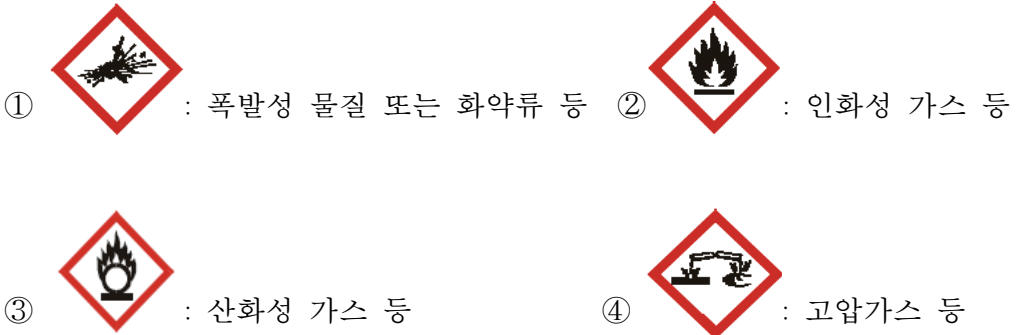 ① : 폭발성 물질 또는 화약류 등 ② : 인화성 가스 등
③ : 산화성 가스 등 ④ : 고압가스 등